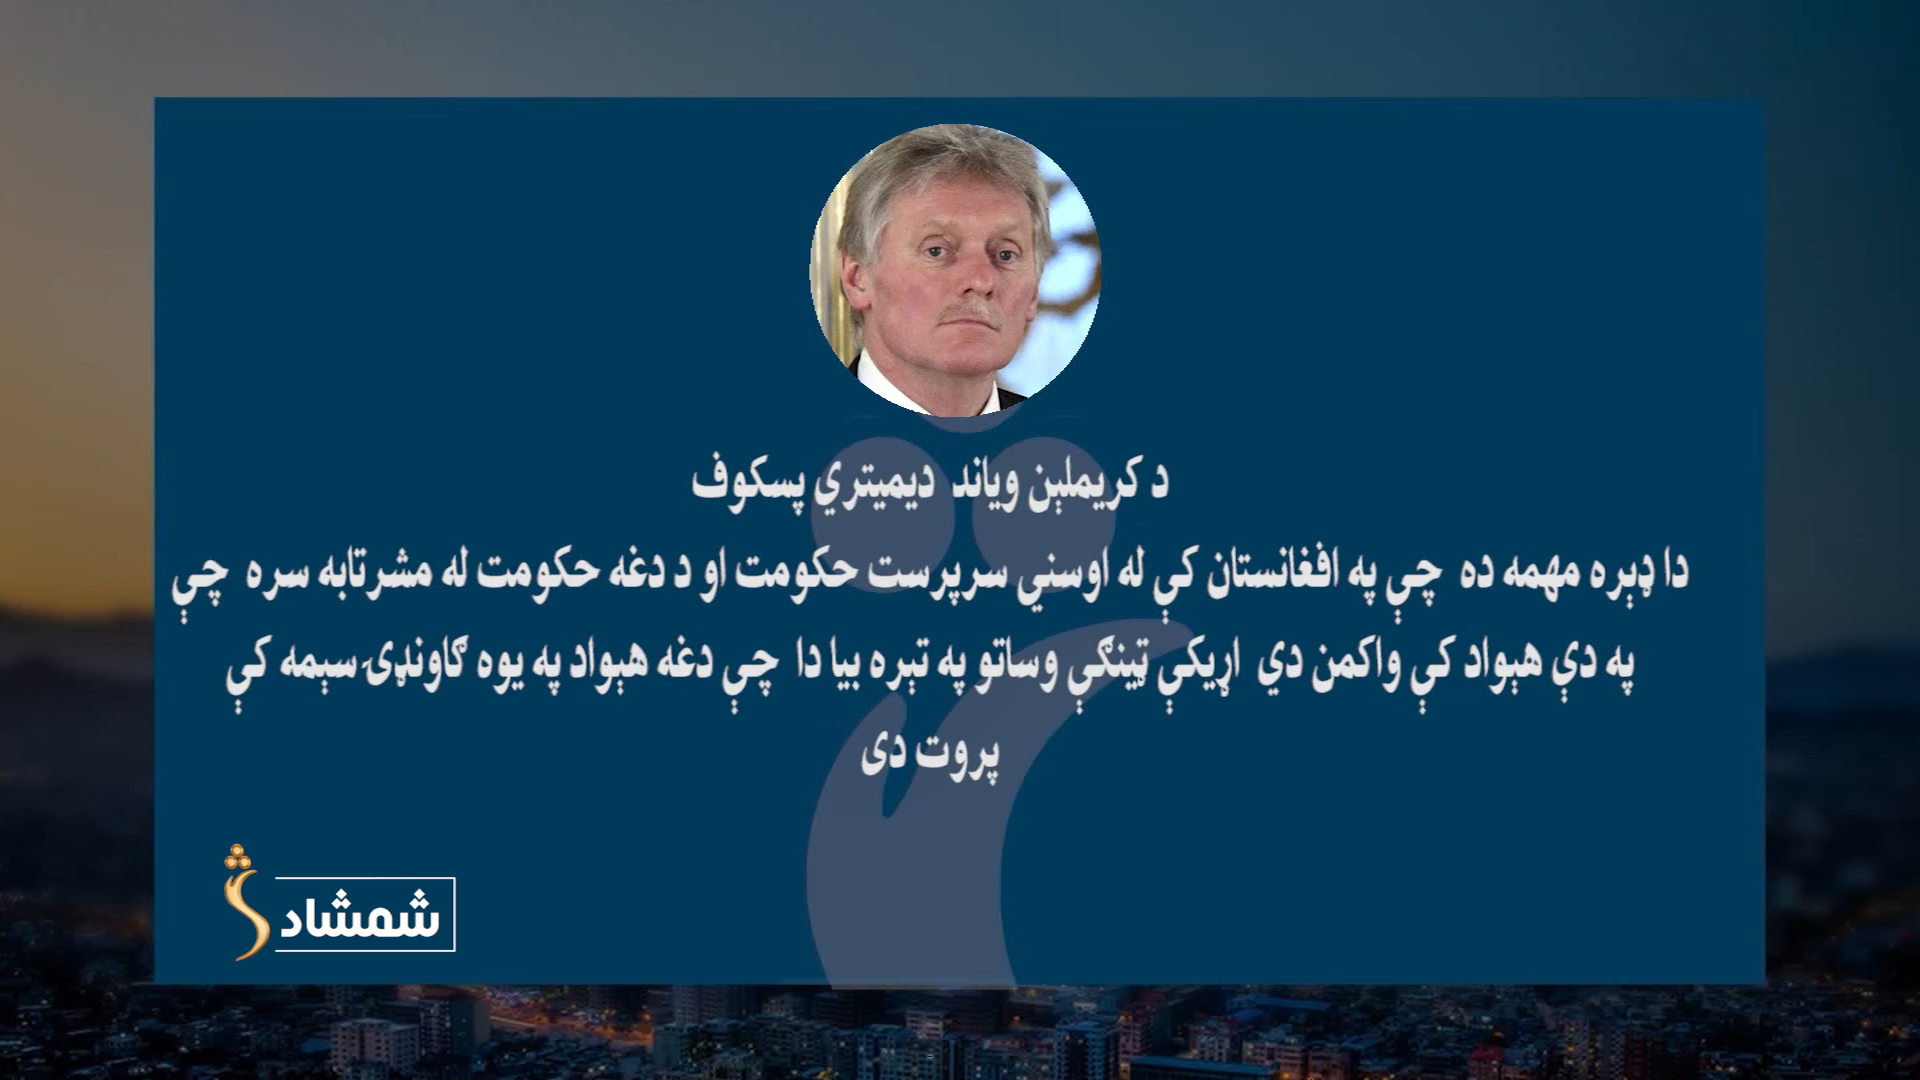 د کریملېن ویاند دیمیتري پسکوف
دا ډېره مهمه ده چې په افغانستان کې له اوسني سرپرست حکومت او د دغه حکومت له مشرتابه سره چې
په دې هېواد کې واکمن دي اړیکې ټینګې وساتو په تېره بیا دا چې دغه هېواد په یوه ګاونډۍ سېمه کې
پروت دی
شمشاد